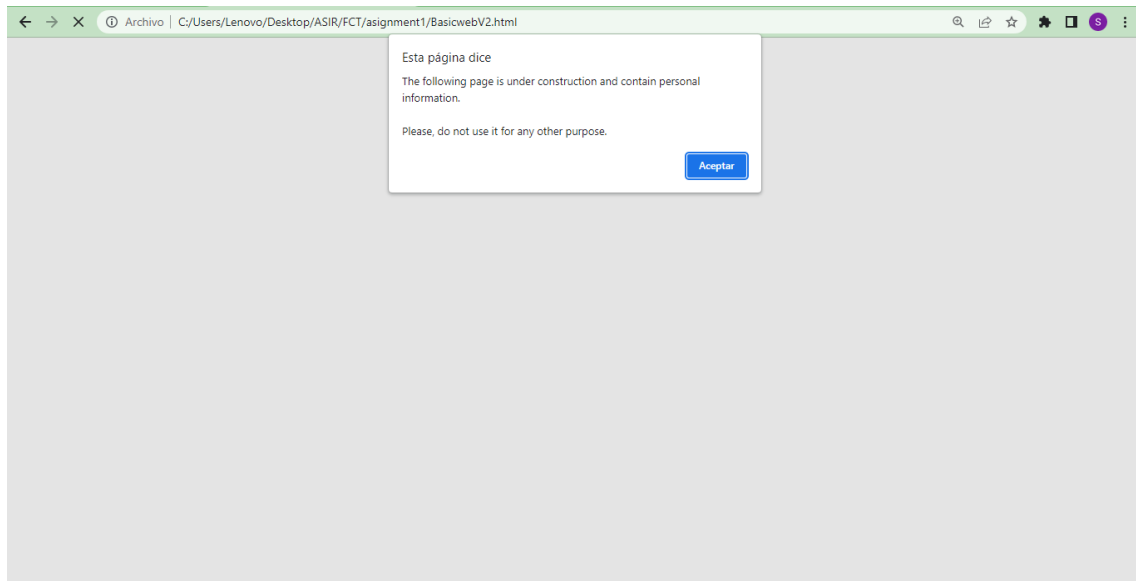 Archivo | C:/Users/Lenovo/Desktop/ASIR/FCT/asignment1/BasicwebV2.html
S
Esta página dice
The following page is under construction and contain personal
information.
Please, do not use it for any other purpose.
Aceptar